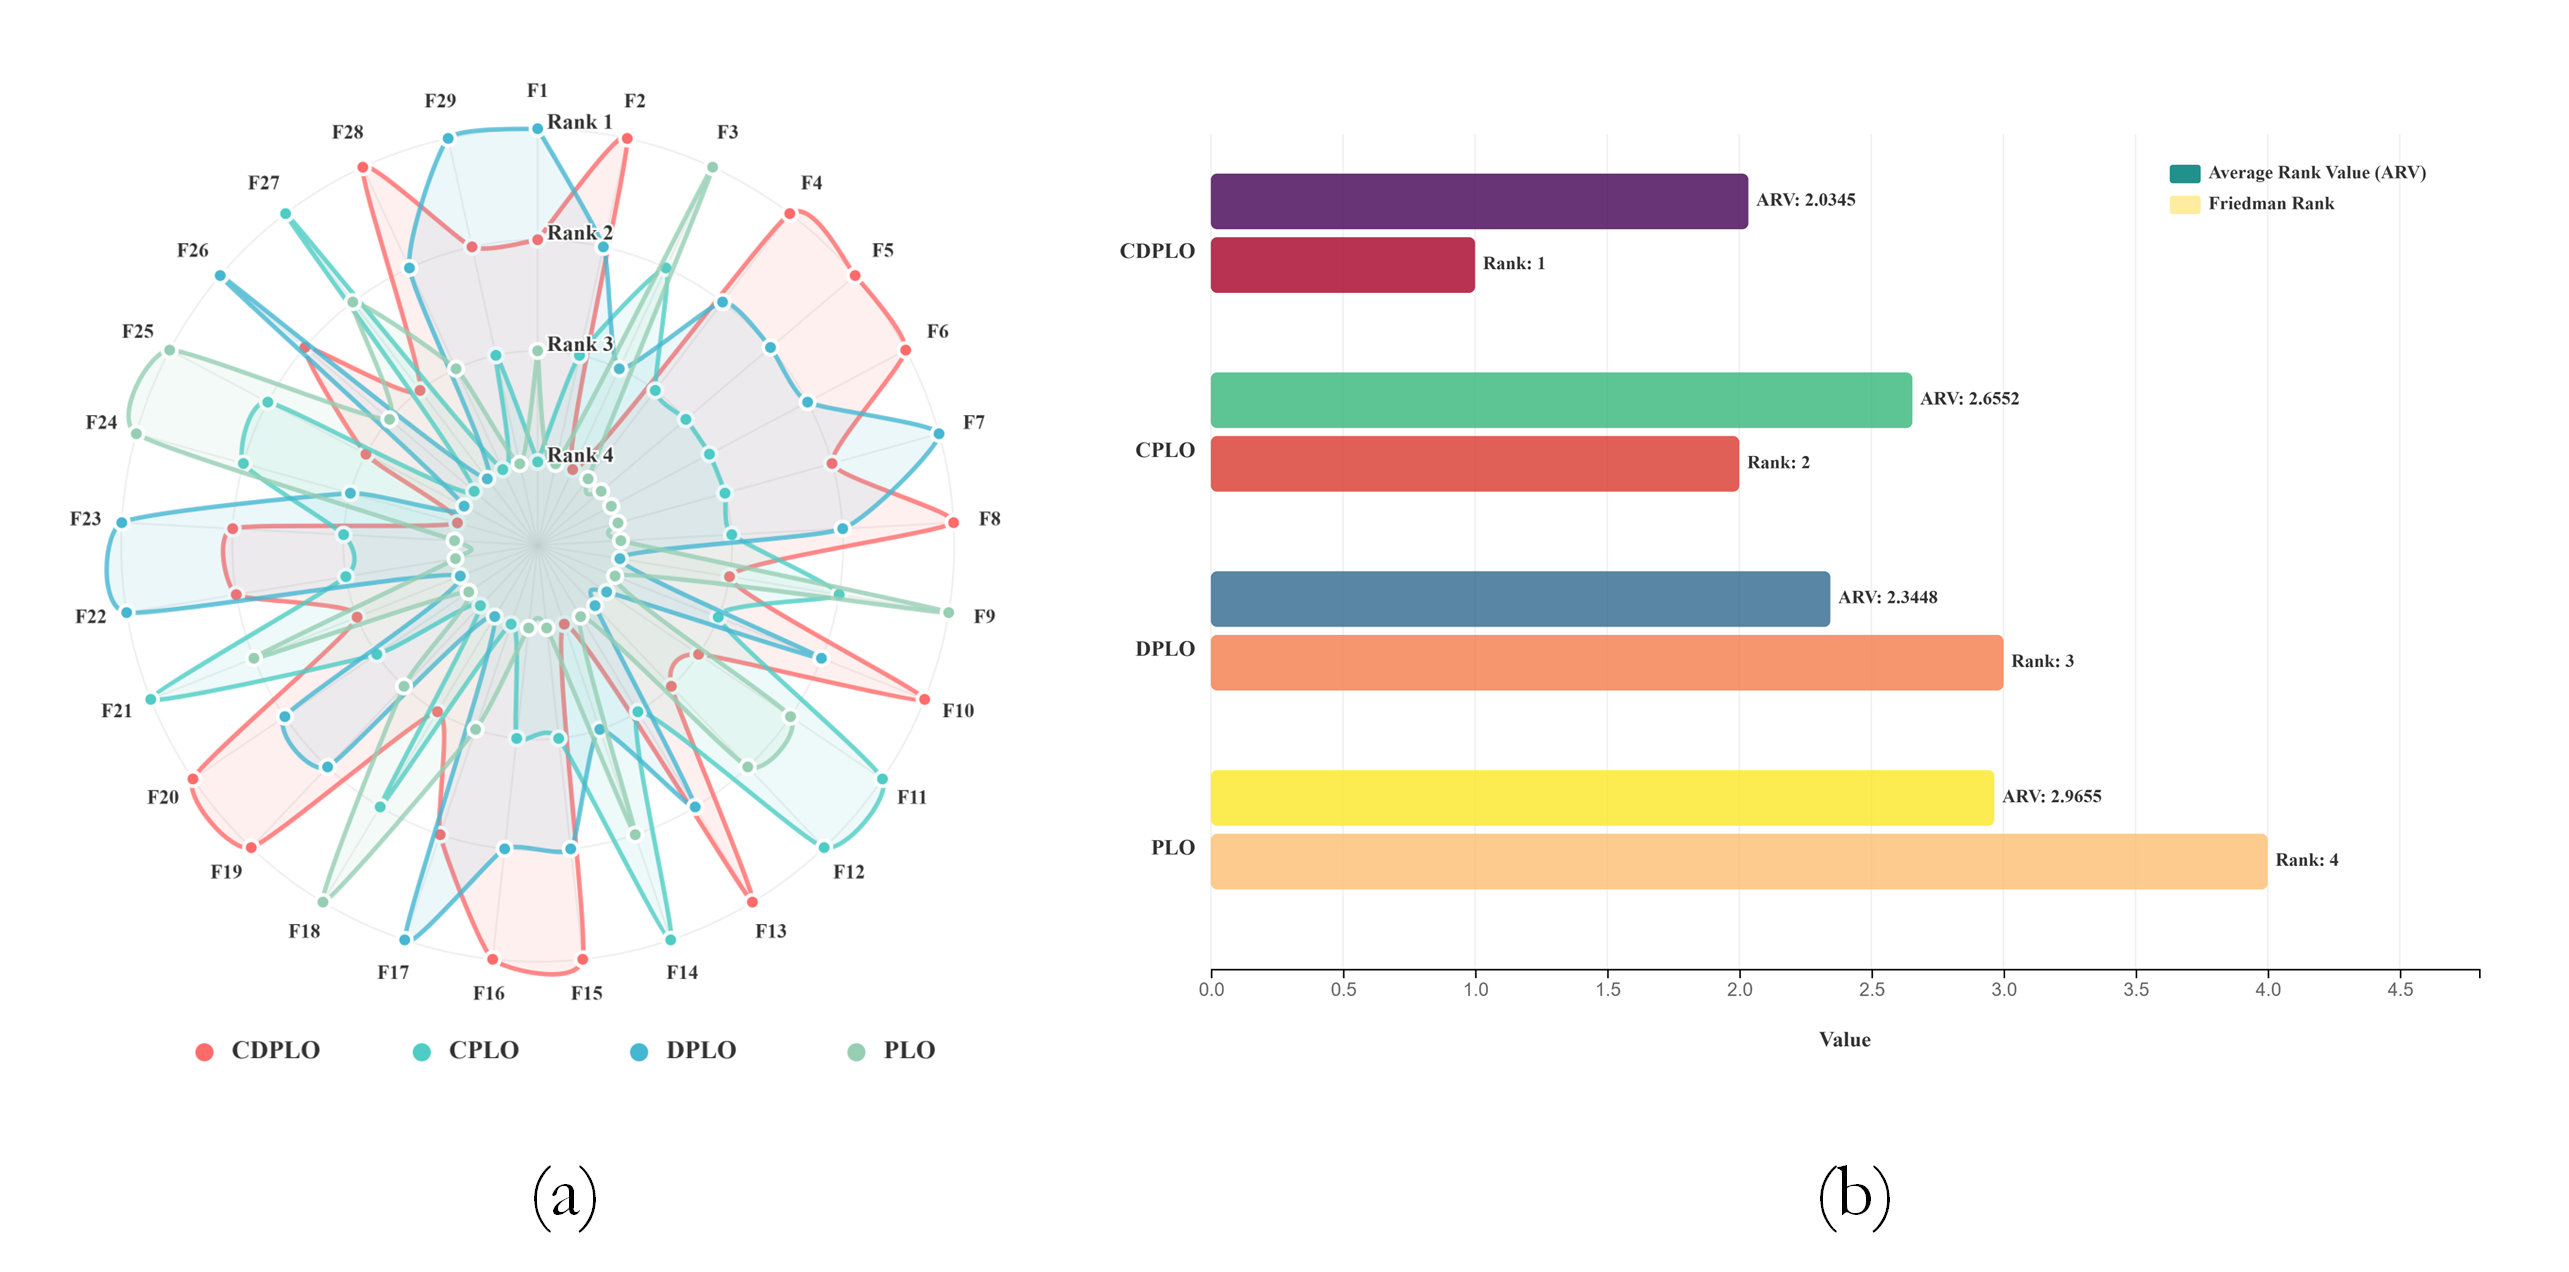 F1
F2
F3
F4
F5
F6
F7
F8
F9
F10
F11
F12
F13
F14
F15
F16
F17
F18
F19
F20
F21
F22
F23
F24
F25
F26
F27
F28
F29
Rank 1
Rank 2
Rank 3
Rank 4
CDPLO CPLO DPLO PLO
(a)
Average Rank Value (ARV)
Friedman Rank
CDPLO
ARV: 2.0345
Rank: 1
CPLO
ARV: 2.6552
Rank: 2
DPLO
ARV: 2.3448
Rank: 3
PLO
ARV: 2.9655
Rank: 4
0.0 0.5 1.0 1.5 2.0 2.5 3.0 3.5 4.0 4.5
Value
(b)